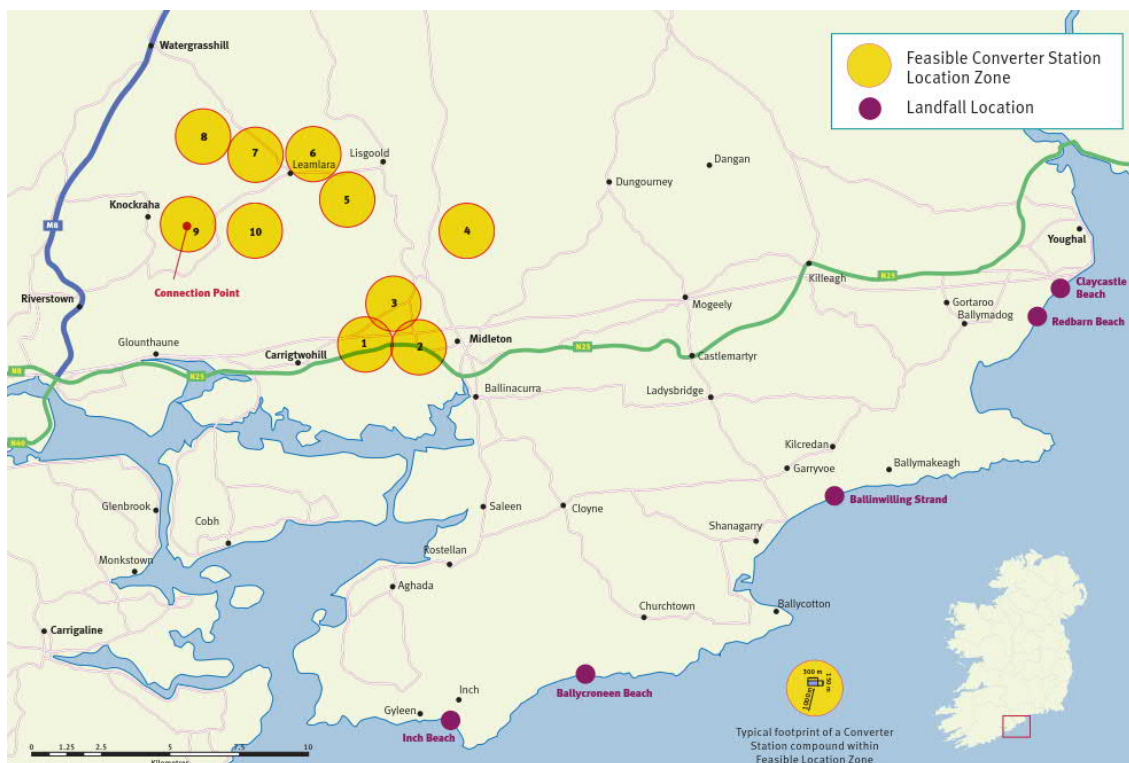 Watergrasshill
Feasible Converter Station
Location Zone
Landfall Location
8
7
6
Lisgoold
Leamlara
Dangan
Dungourney
5
Knockraha
9
10
4
M8
Youghal
Connection Point
Killeagh
N25
Claycastle
Beach
Riverstown
3
Mogeely
Gortaroo
Ballymadog
Redbarn Beach
Glounthaune
1
2
Midleton
N25
Carrigtwohill
Castlemartyr
N8
N25
Ballinacurra
Ladysbridge
N40
Kilcredan
Garryvoe
Ballymakeagh
Ballinwilling Strand
Glenbrook
Saleen
Cloyne
Cobh
Shanagarry
Rostellan
Monkstown
Aghada
Ballycotton
Churchtown
Carrigaline
Ballycroneen Beach
300 m
150 m
1000 m
Inch
Gyleen
Inch Beach
Typical footprint of a Converter
Station compound within
Feasible Location Zone
0 1.25 2.5 5 7.5 10
Kilometres